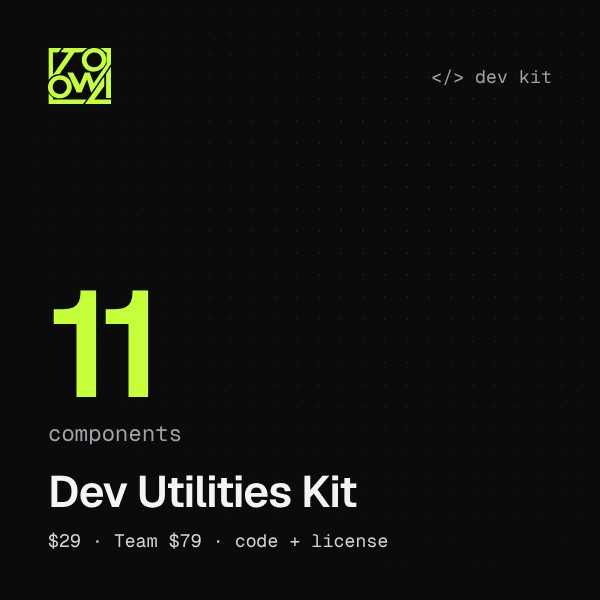 </> dev kit
11
components
Dev Utilities Kit
$29 · Team $79 · code + license